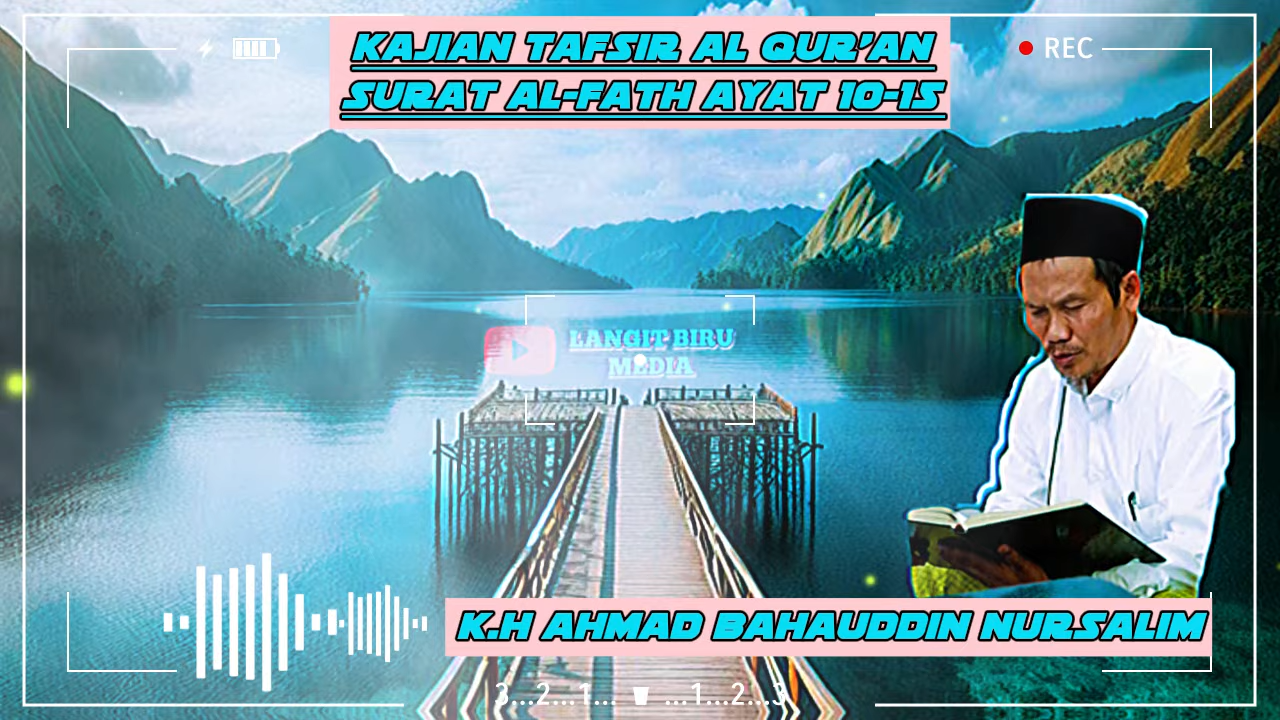 KAJIAN TAFSIR AL QUR'AN
SURAT AL-FATH AYAT 10-15
REC
LANGIT BIRU
MEDIA
K.H AHMAD BAHAUDDIN NURSALIM
3...2...1... ...1...2...3